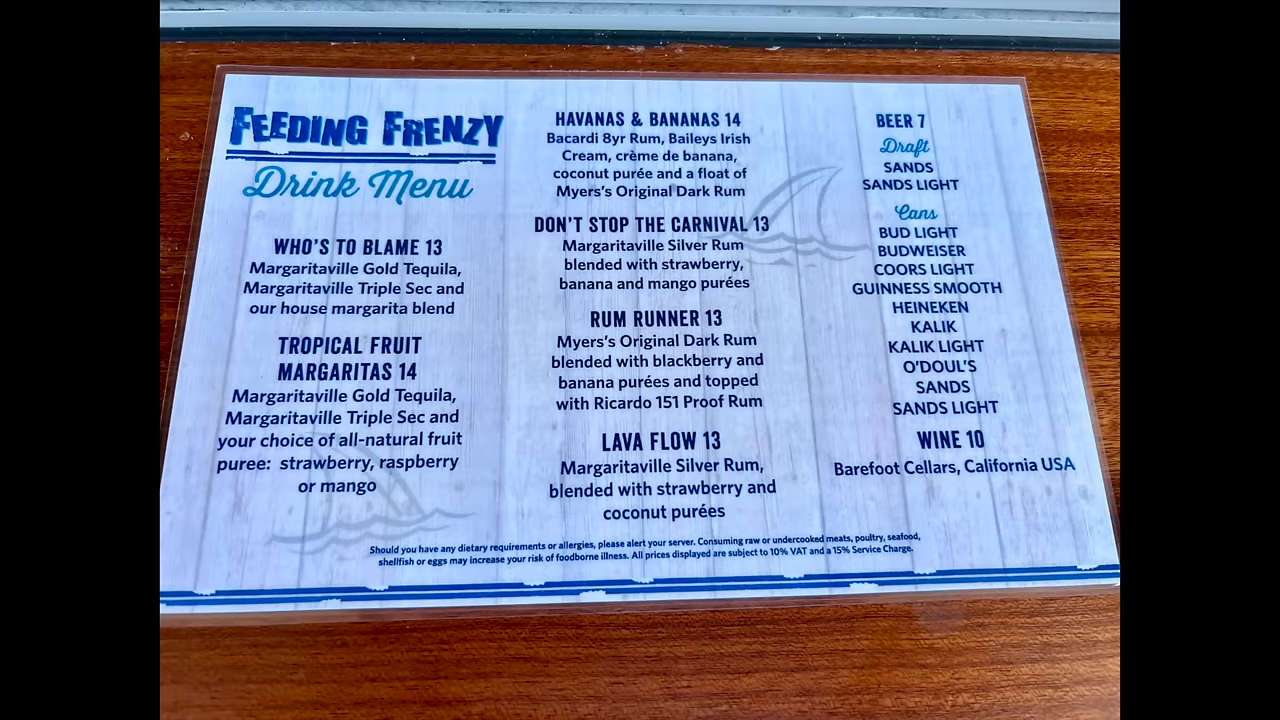 FEEDING FRENZY
Drink Menu
WHO'S TO BLAME 13
Margaritaville Gold Tequila,
Margaritaville Triple Sec and
our house margarita blend
TROPICAL FRUIT
MARGARITAS 14
Margaritaville Gold Tequila,
Margaritaville Triple Sec and
your choice of all-natural fruit
puree: strawberry, raspberry
or mango
HAVANAS & BANANAS 14
Bacardi 8yr Rum, Baileys Irish
Cream, crème de banana,
coconut purée and a float of
Myers's Original Dark Rum
DON'T STOP THE CARNIVAL 13
Margaritaville Silver Rum
blended with strawberry,
banana and mango purées
RUM RUNNER 13
Myers's Original Dark Rum
blended with blackberry and
banana purées and topped
with Ricardo 151 Proof Rum
LAVA FLOW 13
Margaritaville Silver Rum,
blended with strawberry and
coconut purées
BEER 7
Draft
SANDS
SANDS LIGHT
Cans
BUD LIGHT
BUDWEISER
COORS LIGHT
GUINNESS SMOOTH
HEINEKEN
KALIK
KALIK LIGHT
O'DOUL'S
SANDS
SANDS LIGHT
WINE 10
Barefoot Cellars, California USA
Should you have any dietary requirements or allergies, please alert your server. Consuming raw or undercooked meats, poultry, seafood,
shellfish or eggs may increase your risk of foodborne illness. All prices displayed are subject to 10% VAT and a 15% Service Charge.